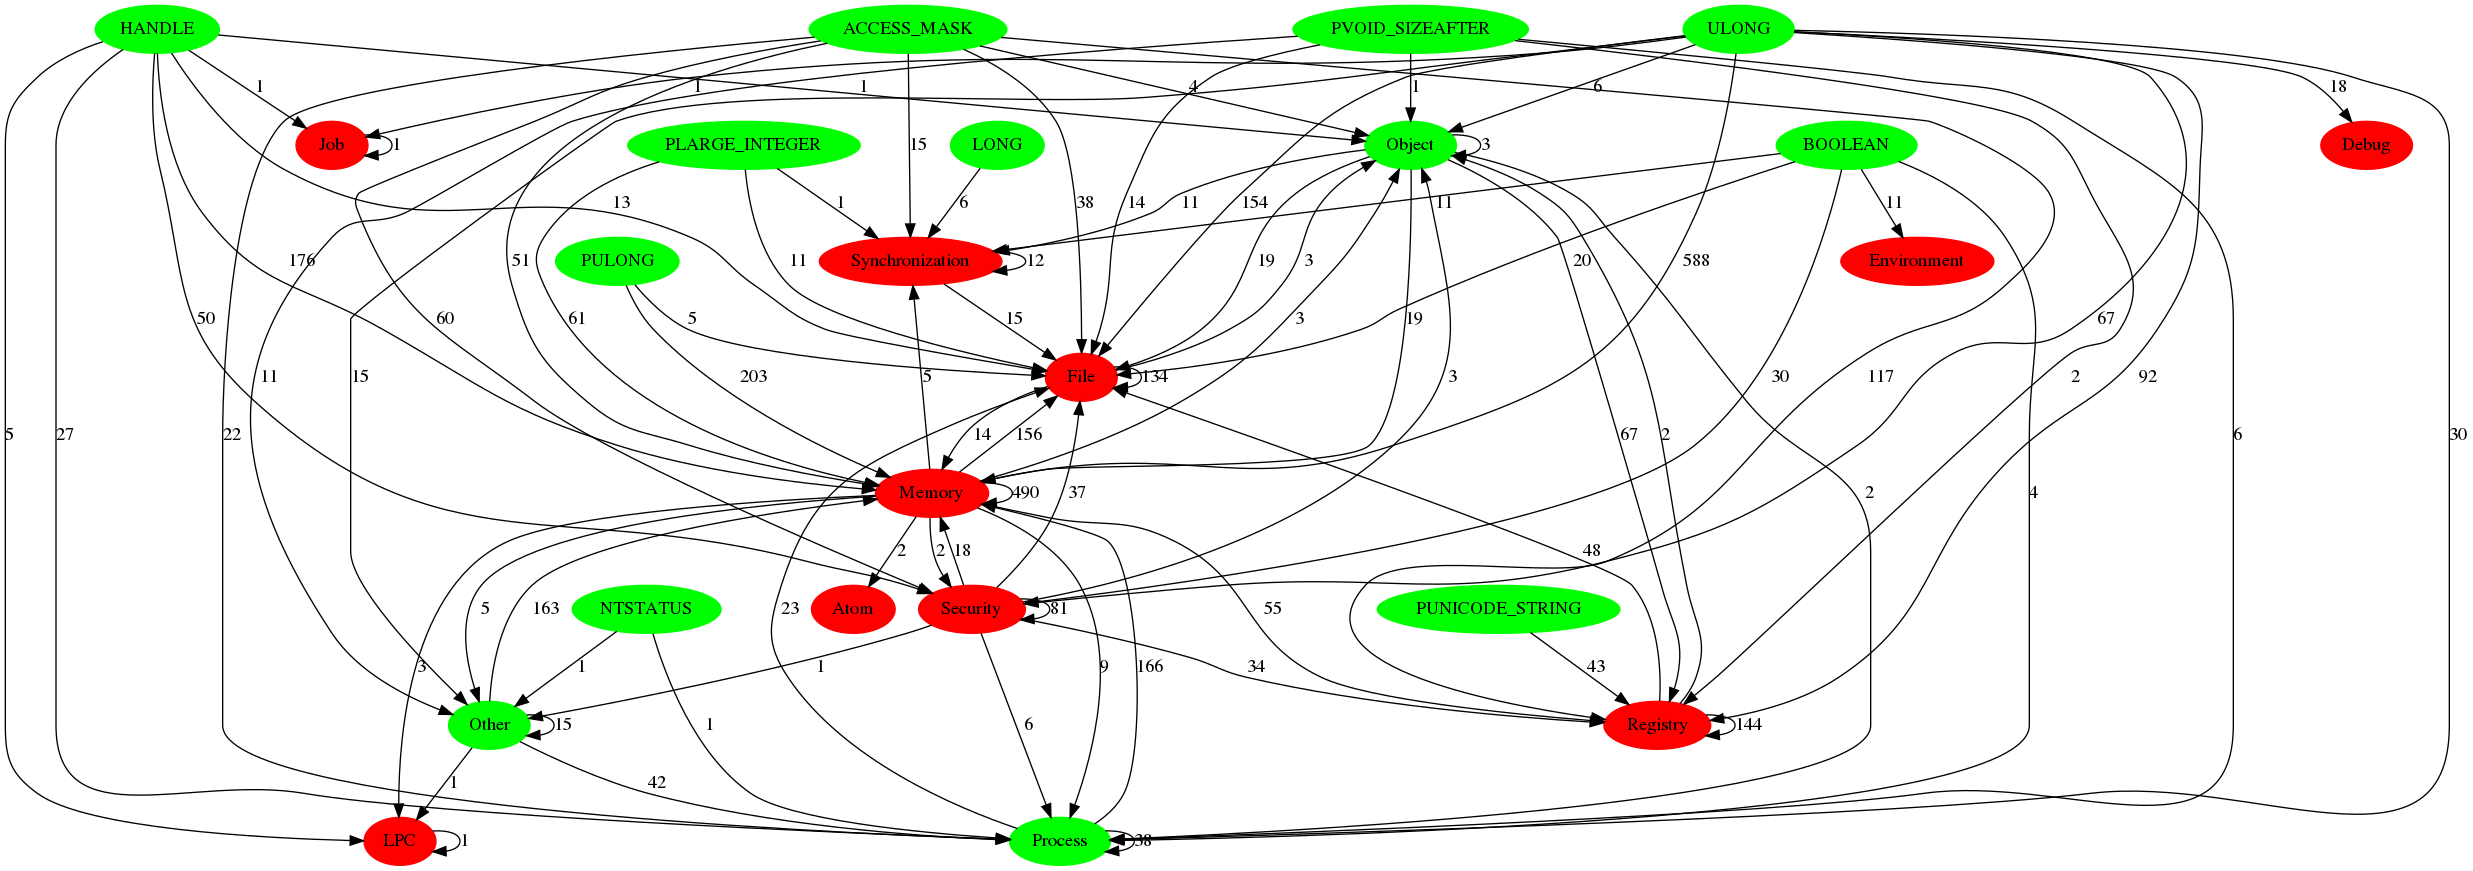 HANDLE ACCESS_MASK PVOID_SIZEAFTER ULONG
1 1 1 4 1 6 18
Job 1 PLARGE_INTEGER 15 LONG Object 3 BOOLEAN Debug
13 1 6 38 14 11 154 11 11
176 PULONG 51 11 Synchronization 12 19 3 20 588 Environment
50 60 61 5 15 3 19 67
11 15 203 5 File 134 3 30 117 2 92
5 27 22 14 156 67 2 6 30
Memory 490 37 2 4
2 2 18 48
5 163 NTSTATUS 23 Atom Security 81 55 PUNICODE_STRING
3 1 1 9 166 34 43
Other 15 1 6 Registry 144
1 42
LPC 1 Process 38